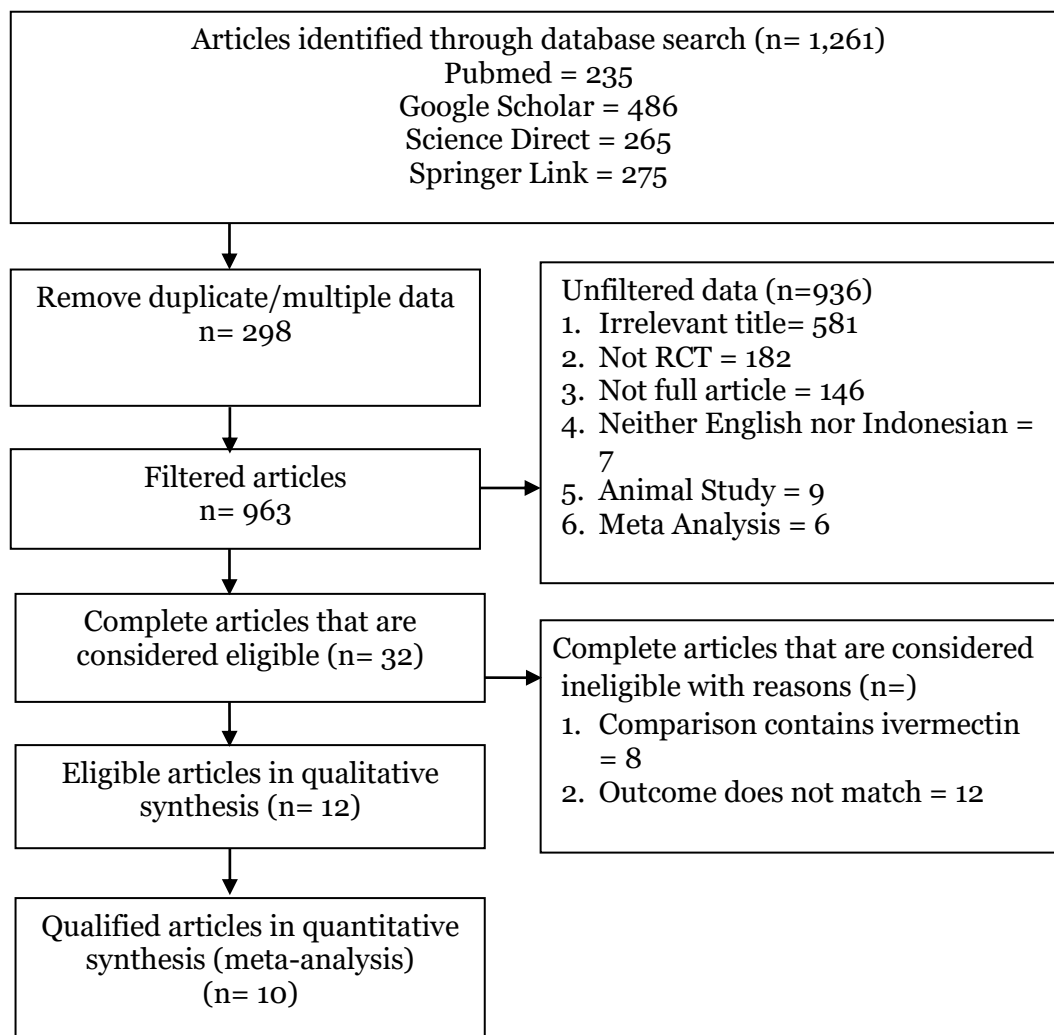 Articles identified through database search (n= 1,261)
Pubmed = 235
Google Scholar = 486
Science Direct = 265
Springer Link = 275
Remove duplicate/multiple data
n= 298
Unfiltered data (n=936)
1. Irrelevant title= 581
2. Not RCT = 182
3. Not full article = 146
4. Neither English nor Indonesian =
7
5. Animal Study = 9
6. Meta Analysis = 6
Filtered articles
n= 963
Complete articles that are
considered eligible (n= 32)
Complete articles that are considered
ineligible with reasons (n=)
1. Comparison contains ivermectin
= 8
2. Outcome does not match = 12
Eligible articles in qualitative
synthesis (n= 12)
Qualified articles in quantitative
synthesis (meta-analysis)
(n= 10)